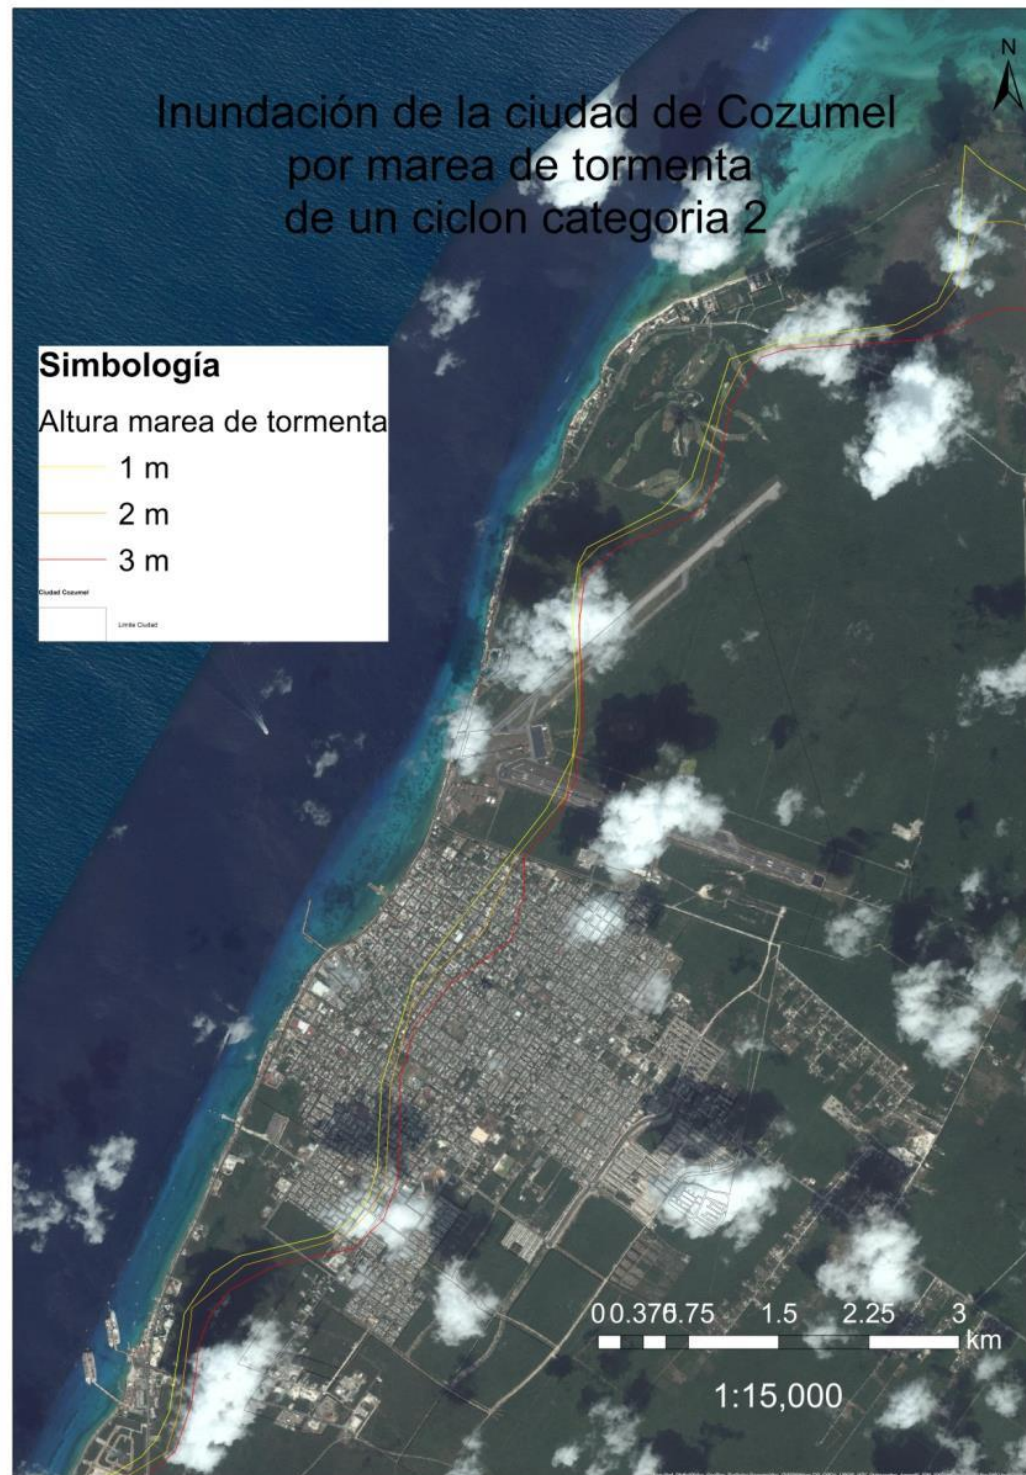 N
Inundación de la ciudad de Cozumel
por marea de tormenta
de un ciclon categoria 2
Simbología
Altura marea de tormenta
1 m
2 m
3 m
Ciudad Cozumel
Limite Ciudad
0 0.375 0.75 1.5 2.25 3
km
1:15,000